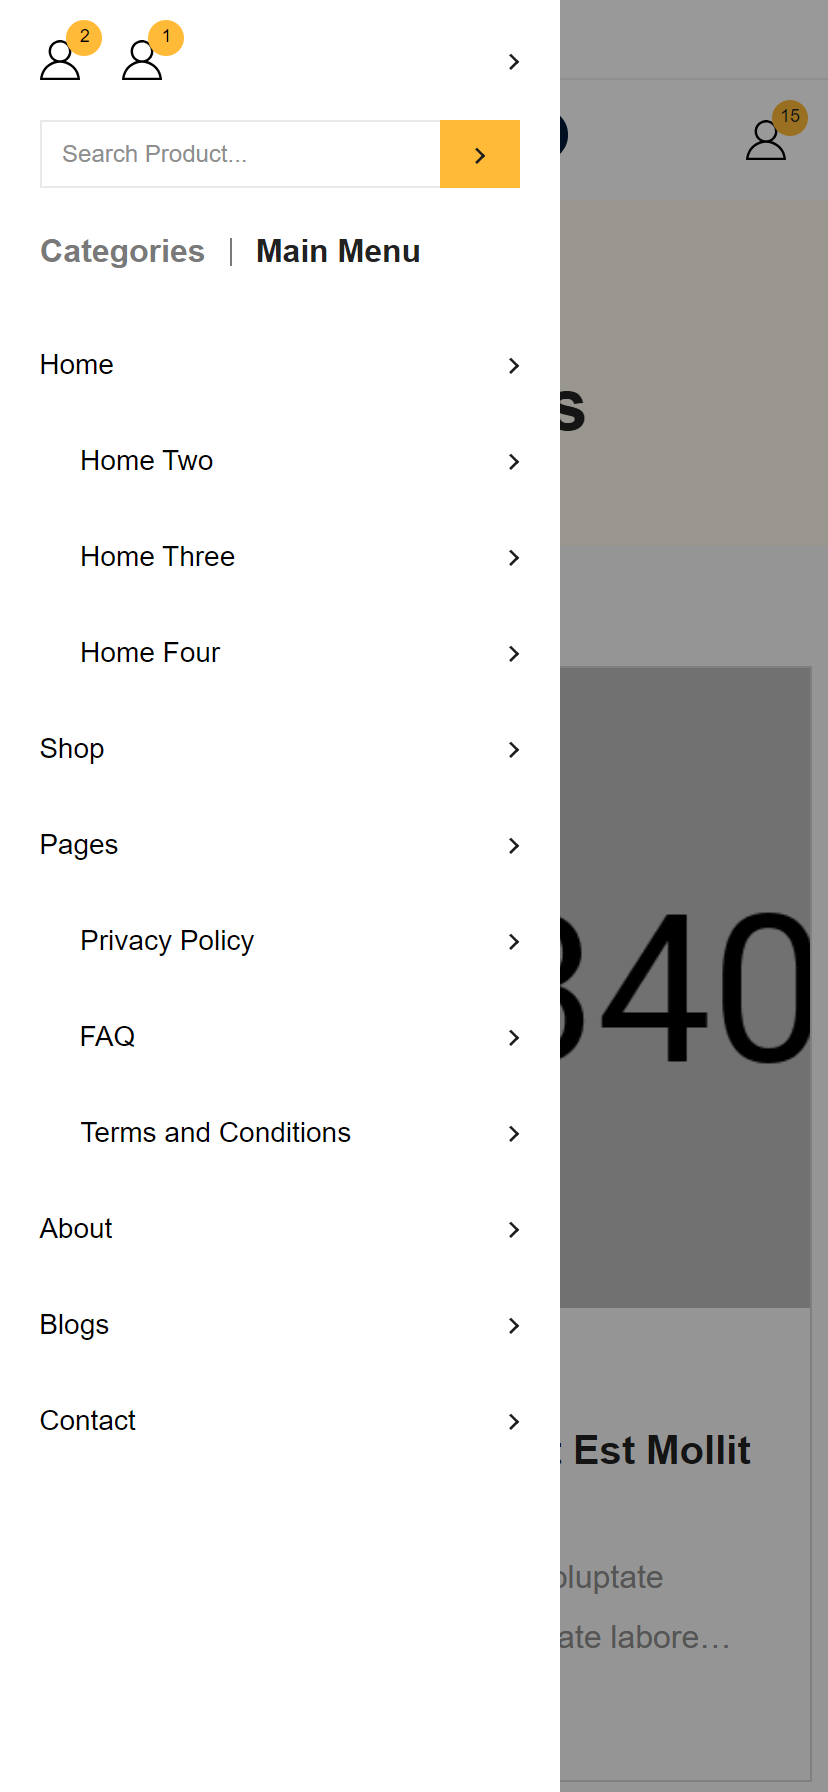 2
1
15
Search Product...
Categories
Main Menu
Home
Home Two
Home Three
Home Four
Shop
Pages
Privacy Policy
FAQ
Terms and Conditions
About
Blogs
Contact
s
340
Est Mollit
oluptate
ate labore…